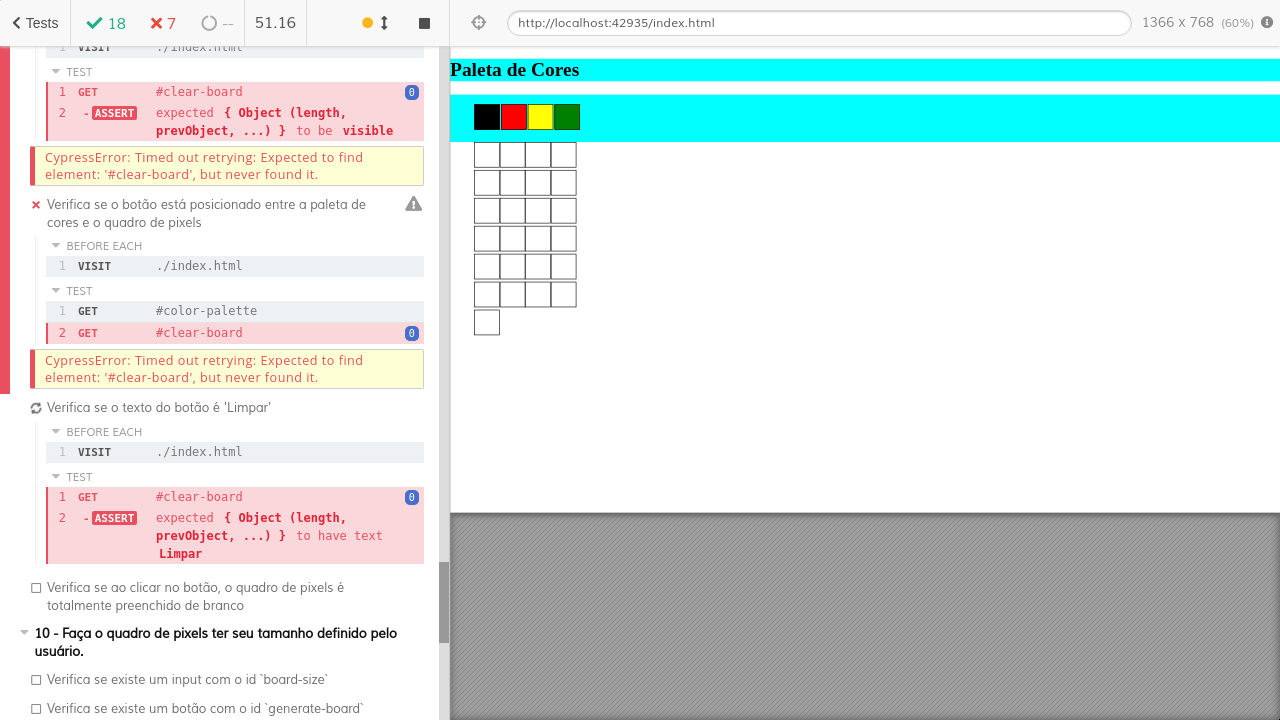 Tests
18
7
--
51.16
http://localhost:42935/index.html
1366 x 768 (60%)
1 VISIT ./index.html
TEST
1 GET #clear-board 0
2 -ASSERT expected { Object (length,
prevObject, ...) } to be visible
CypressError: Timed out retrying: Expected to find
element: '#clear-board', but never found it.
Verifica se o botão está posicionado entre a paleta de
cores e o quadro de pixels
BEFORE EACH
1 VISIT ./index.html
TEST
1 GET #color-palette
2 GET #clear-board 0
CypressError: Timed out retrying: Expected to find
element: '#clear-board', but never found it.
Verifica se o texto do botão é 'Limpar'
BEFORE EACH
1 VISIT ./index.html
TEST
1 GET #clear-board 0
2 -ASSERT expected { Object (length,
prevObject, ...) } to have text
Limpar
Verifica se ao clicar no botão, o quadro de pixels é
totalmente preenchido de branco
10 - Faça o quadro de pixels ter seu tamanho definido pelo
usuário.
Verifica se existe um input com o id `board-size`
Verifica se existe um botão com o id `generate-board`
Paleta de Cores